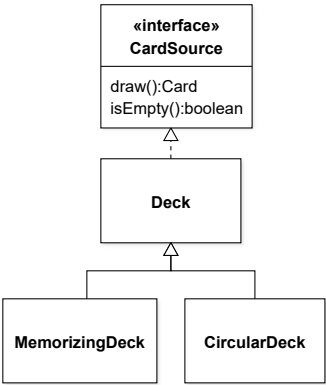 «interface»
CardSource
draw():Card
isEmpty():boolean
Deck
MemorizingDeck
CircularDeck